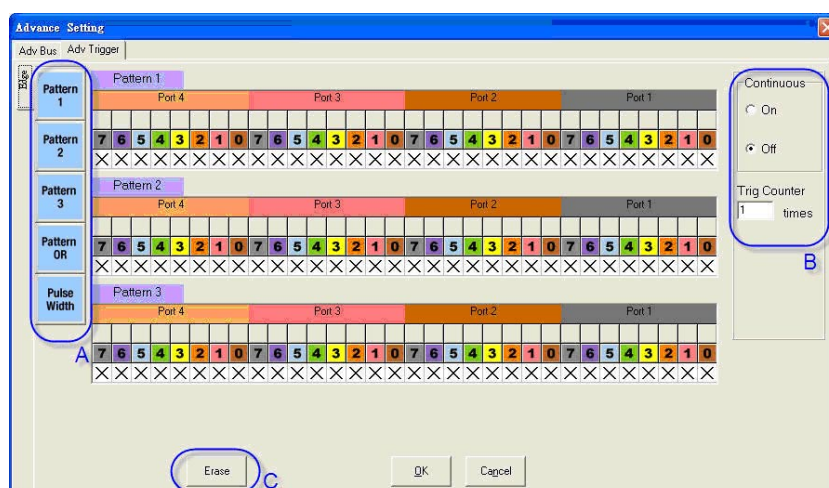 Advance Setting
Adv Bus Adv Trigger
Edge
Pattern 1
Pattern 2
Pattern 3
Pattern OR
Pulse Width
A
Pattern 1
Port 4 Port 3 Port 2 Port 1
7 6 5 4 3 2 1 0 7 6 5 4 3 2 1 0 7 6 5 4 3 2 1 0 7 6 5 4 3 2 1 0
X X X X X X X X X X X X X X X X X X X X X X X X X X X X X X X X
Pattern 2
Port 4 Port 3 Port 2 Port 1
7 6 5 4 3 2 1 0 7 6 5 4 3 2 1 0 7 6 5 4 3 2 1 0 7 6 5 4 3 2 1 0
X X X X X X X X X X X X X X X X X X X X X X X X X X X X X X X X
Pattern 3
Port 4 Port 3 Port 2 Port 1
7 6 5 4 3 2 1 0 7 6 5 4 3 2 1 0 7 6 5 4 3 2 1 0 7 6 5 4 3 2 1 0
X X X X X X X X X X X X X X X X X X X X X X X X X X X X X X X X
Continuous
On
Off
Trig Counter
1 times
B
Erase
C
OK
Cancel